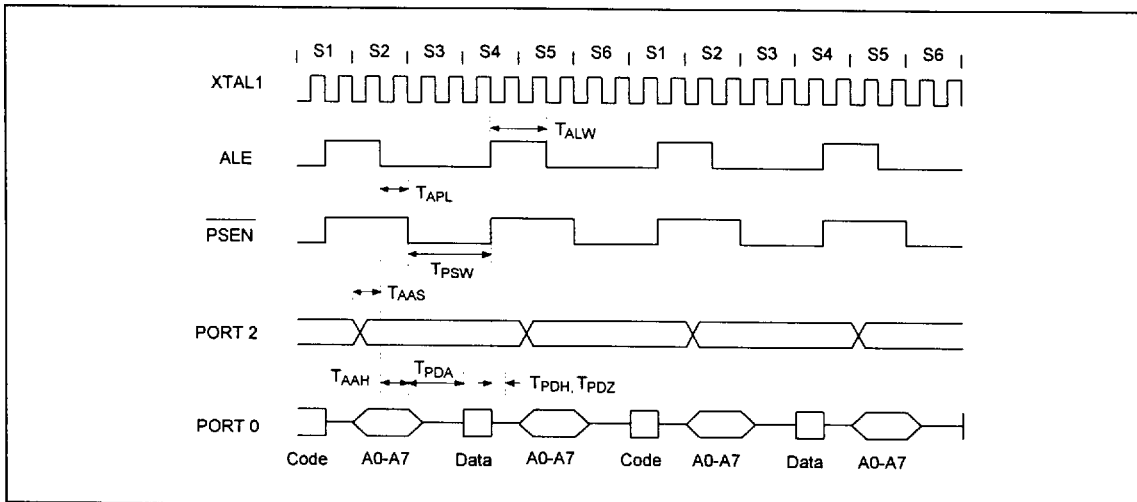 S1 S2 S3 S4 S5 S6 S1 S2 S3 S4 S5 S6
XTAL1
TALW
ALE
TAPL
PSEN
TPSW
TAAS
PORT 2
TAAH TPDA TPDH, TPDZ
PORT 0
Code A0-A7 Data A0-A7 Code A0-A7 Data A0-A7